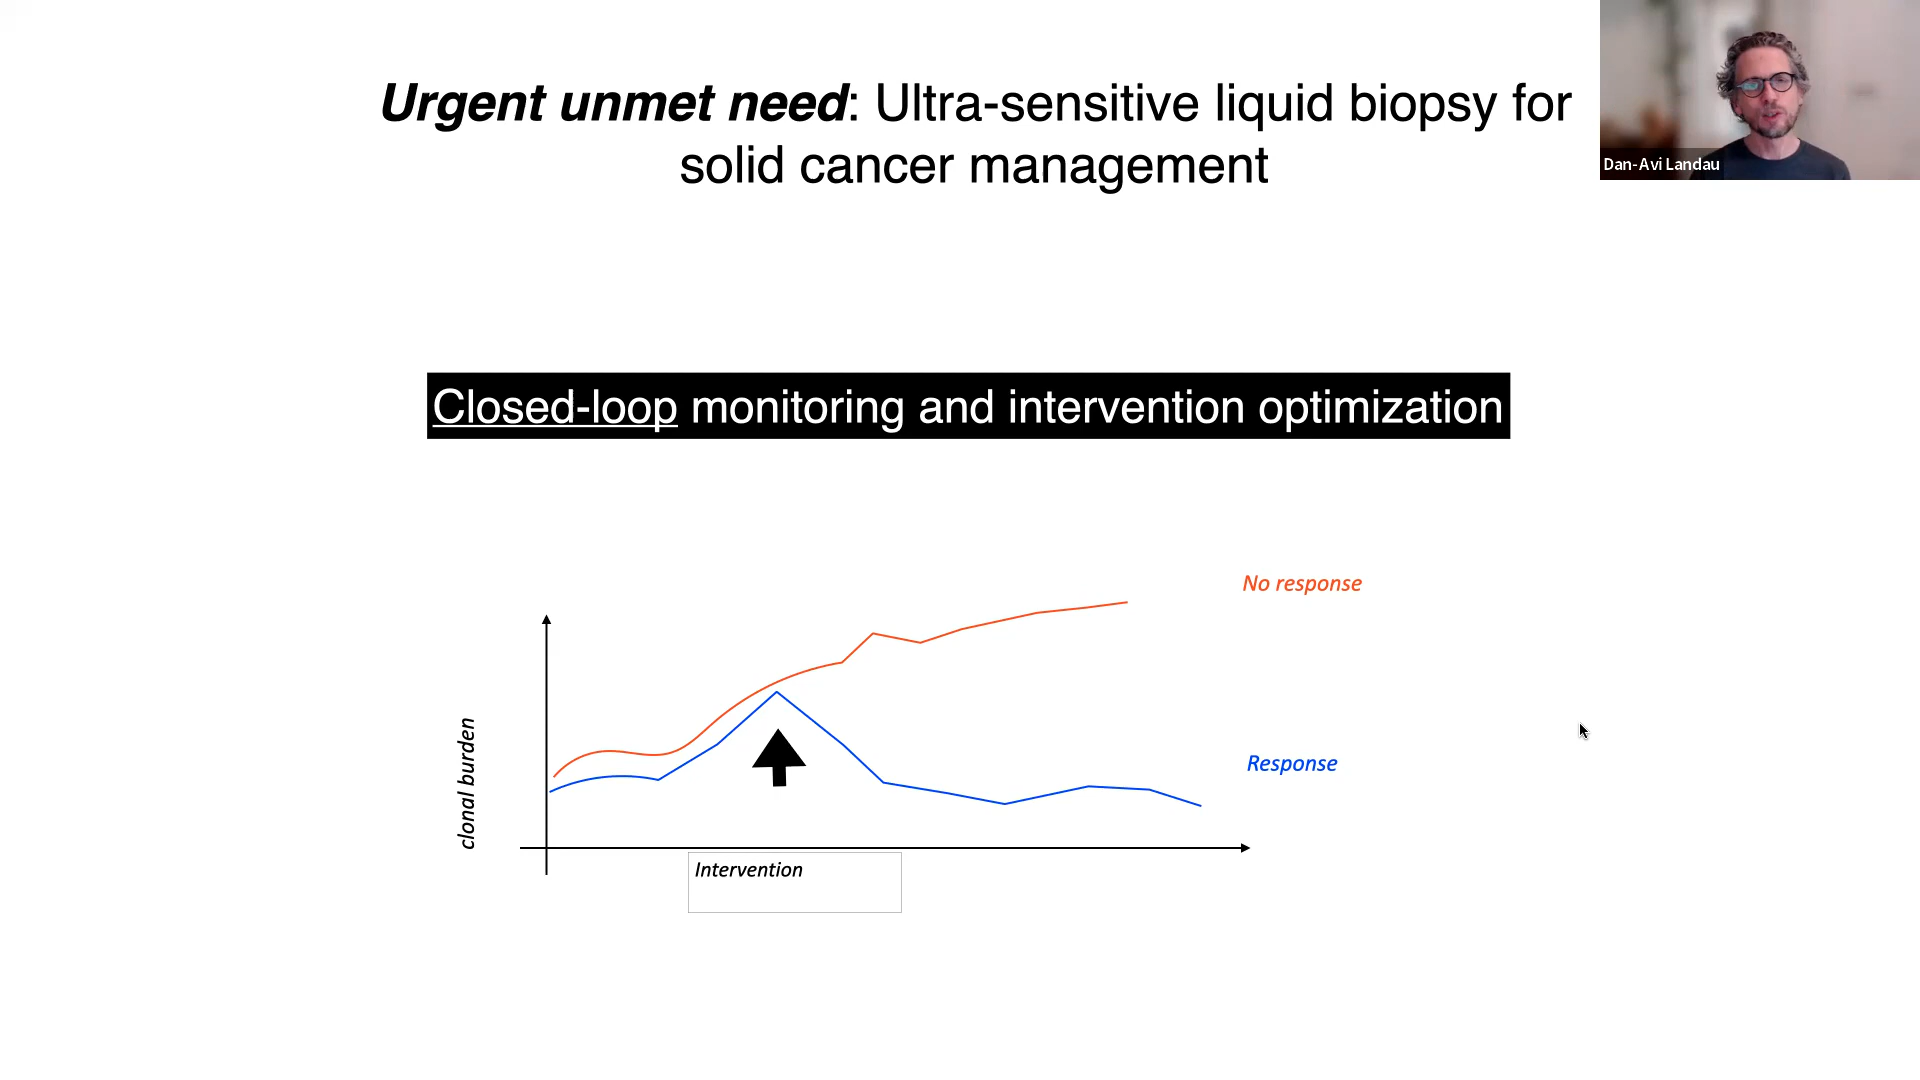 Urgent unmet need: Ultra-sensitive liquid biopsy for
solid cancer management
Dan-Avi Landau
Closed-loop monitoring and intervention optimization
No response
clonal burden
Response
Intervention